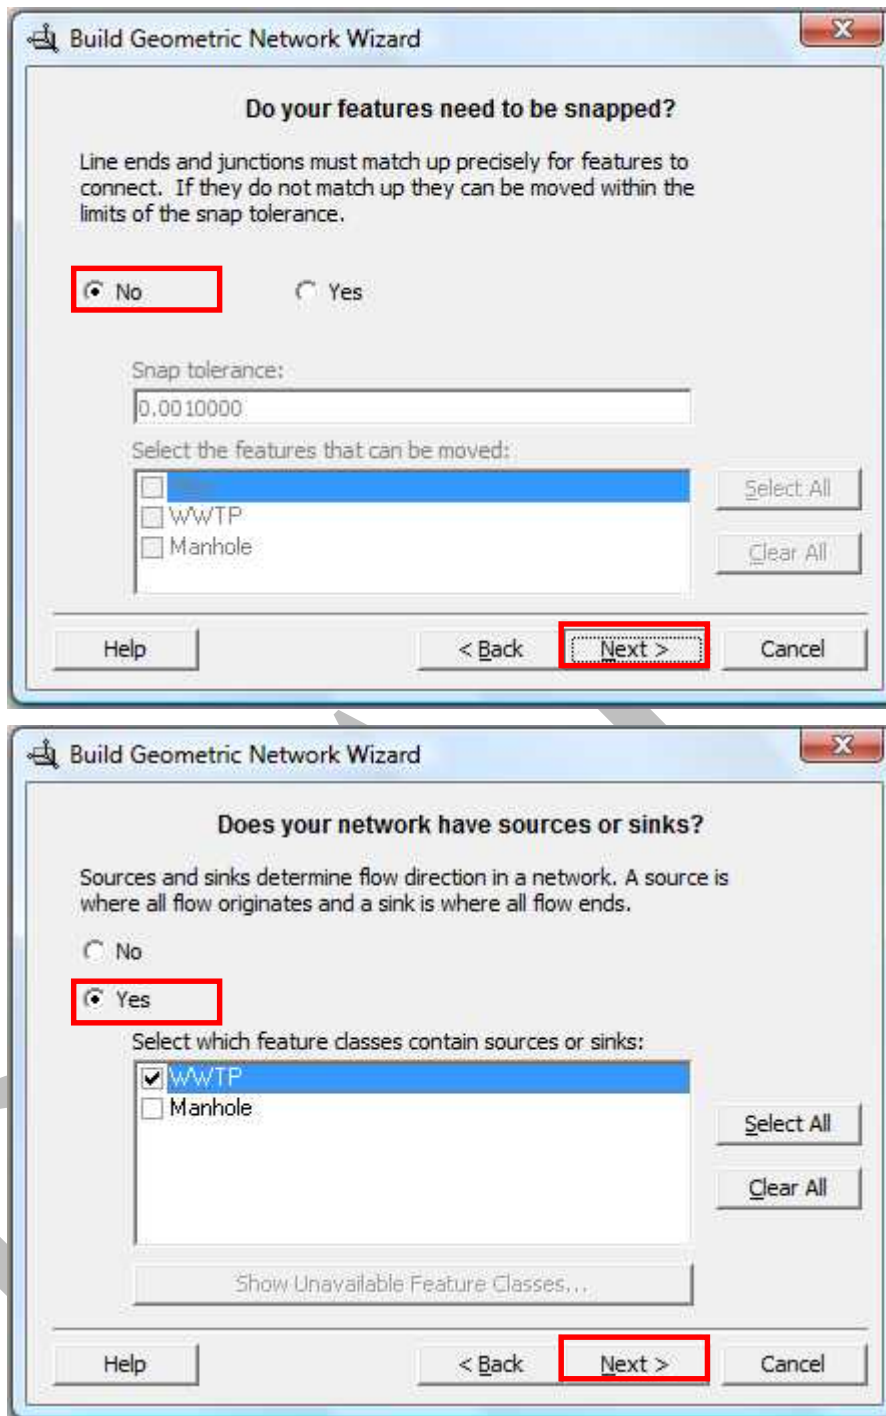 Build Geometric Network Wizard
Do your features need to be snapped?
Line ends and junctions must match up precisely for features to
connect. If they do not match up they can be moved within the
limits of the snap tolerance.
No Yes
Snap tolerance:
0.0010000
Select the features that can be moved:
Select All
WWTP
Manhole
Clear All
Help < Back Next > Cancel
Build Geometric Network Wizard
Does your network have sources or sinks?
Sources and sinks determine flow direction in a network. A source is
where all flow originates and a sink is where all flow ends.
No
Yes
Select which feature classes contain sources or sinks:
WWTP
Manhole
Select All
Clear All
Show Unavailable Feature Classes...
Help < Back Next > Cancel